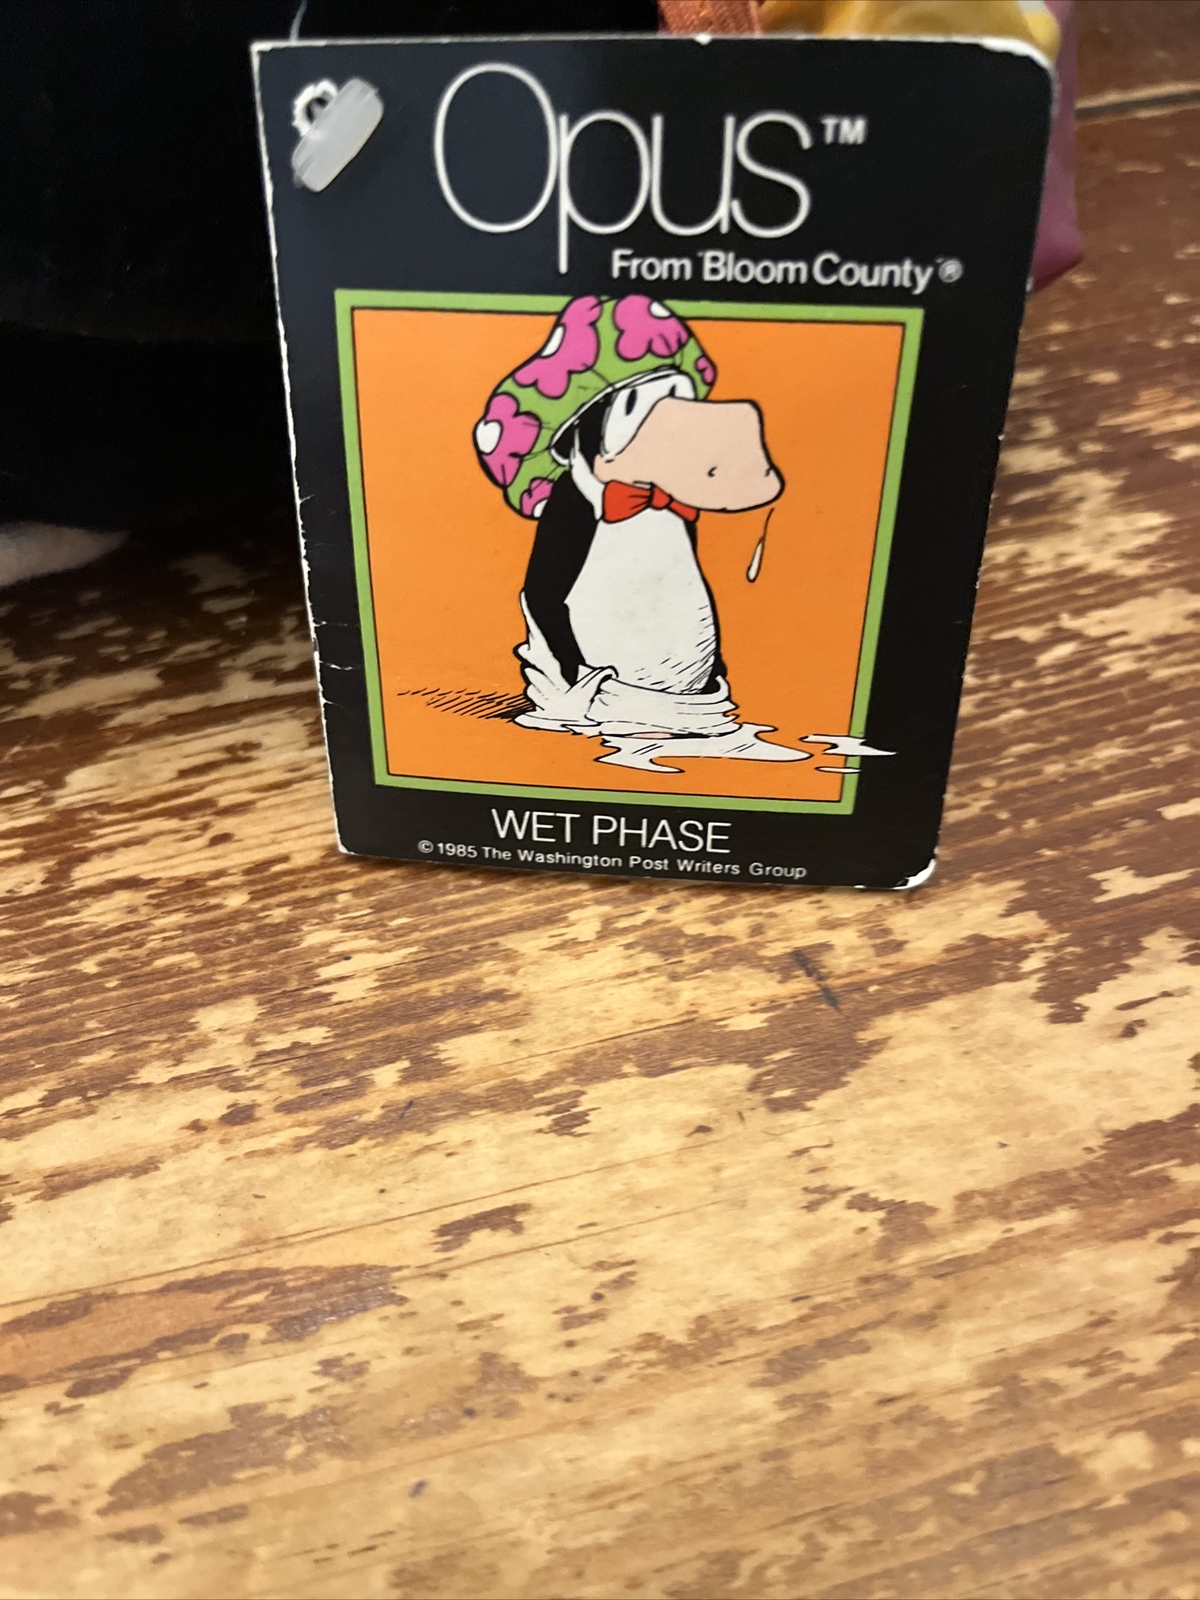 Opus™
From "Bloom County"®
WET PHASE
©1985 The Washington Post Writers Group